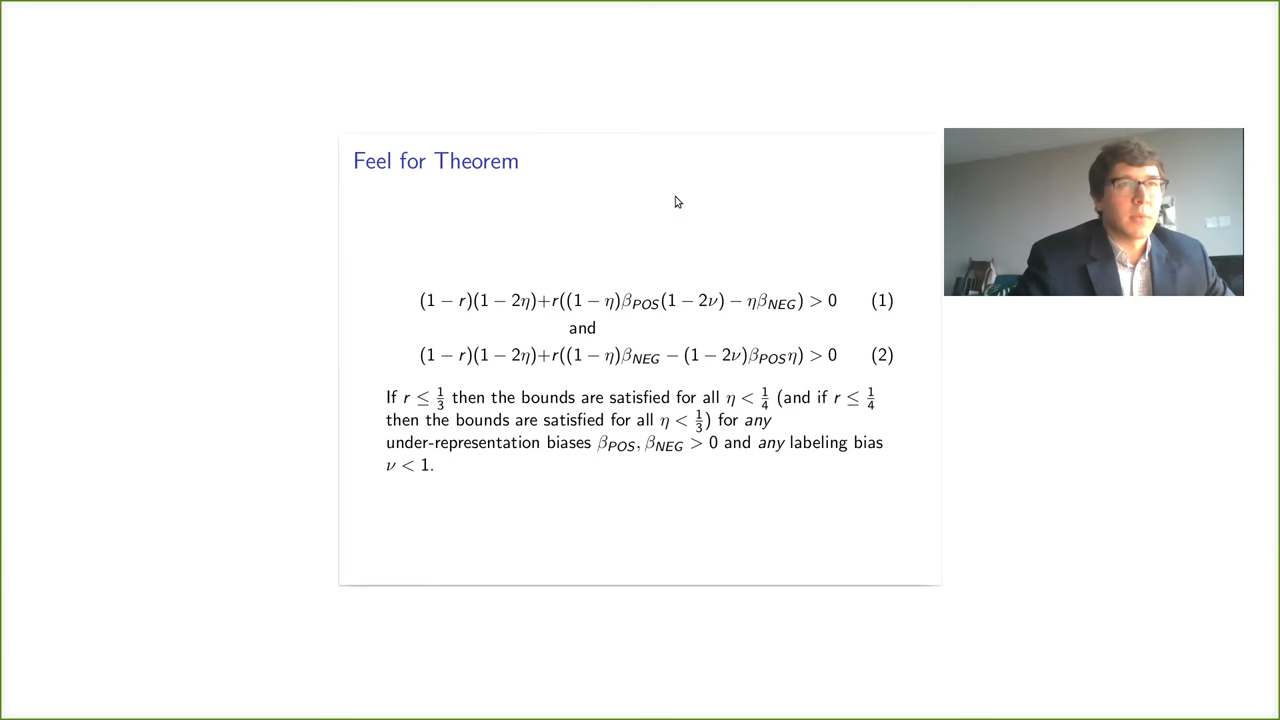 Feel for Theorem
(1 − r)(1 − 2η)+r((1 − η)β_POS(1 − 2ν) − ηβ_NEG) > 0 (1)
and
(1 − r)(1 − 2η)+r((1 − η)β_NEG − (1 − 2ν)β_POSη) > 0 (2)
If r ≤ 1/3 then the bounds are satisfied for all η < 1/4 (and if r ≤ 1/4
then the bounds are satisfied for all η < 1/3) for any
under-representation biases β_POS, β_NEG > 0 and any labeling bias
ν < 1.